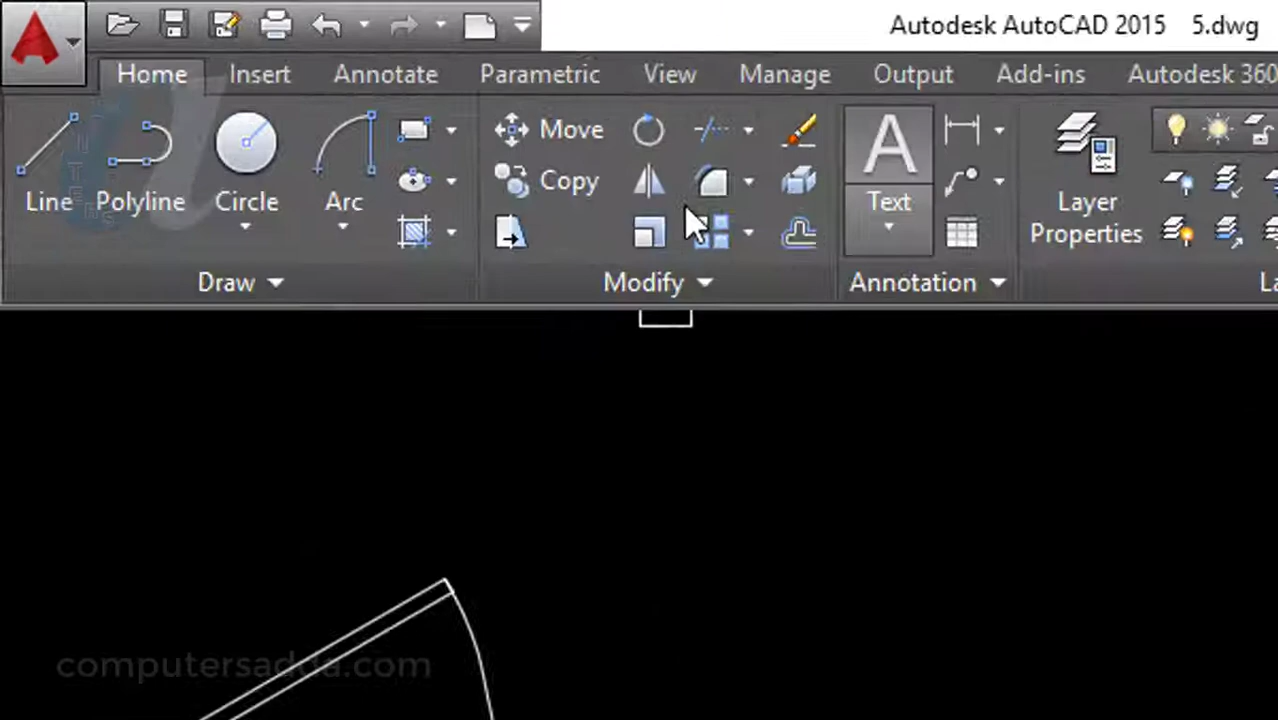 Autodesk AutoCAD 2015 5.dwg
Home Insert Annotate Parametric View Manage Output Add-ins Autodesk 360
Line Polyline Circle Arc
Move
Copy
Text
Layer
Properties
Draw Modify Annotation La
computersadda.com